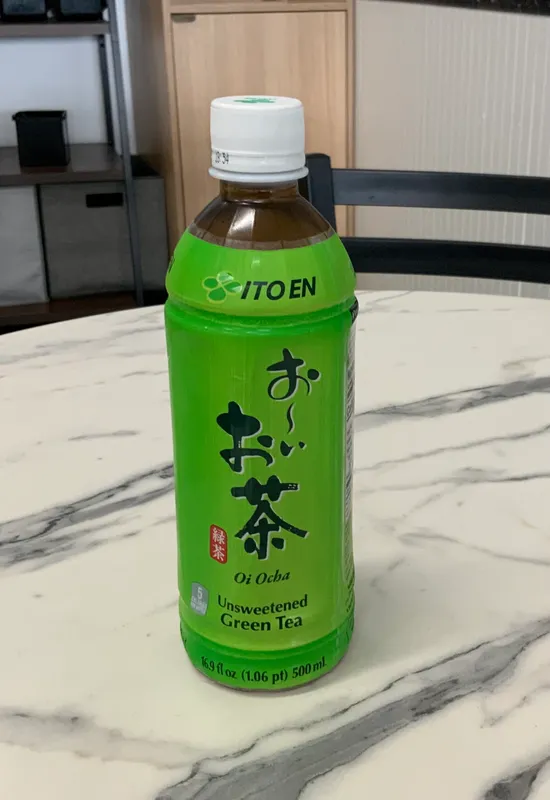 ITO EN
お〜い
お茶
緑茶
Oi Ocha
5
Unsweetened
Green Tea
16.9 fl oz (1.06 pt) 500 mL